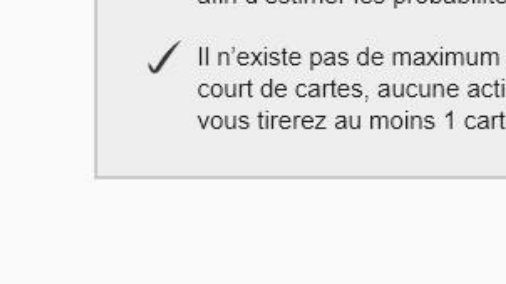 afin d'estimer les probabilité
Il n'existe pas de maximum
court de cartes, aucune acti
vous tirerez au moins 1 cart